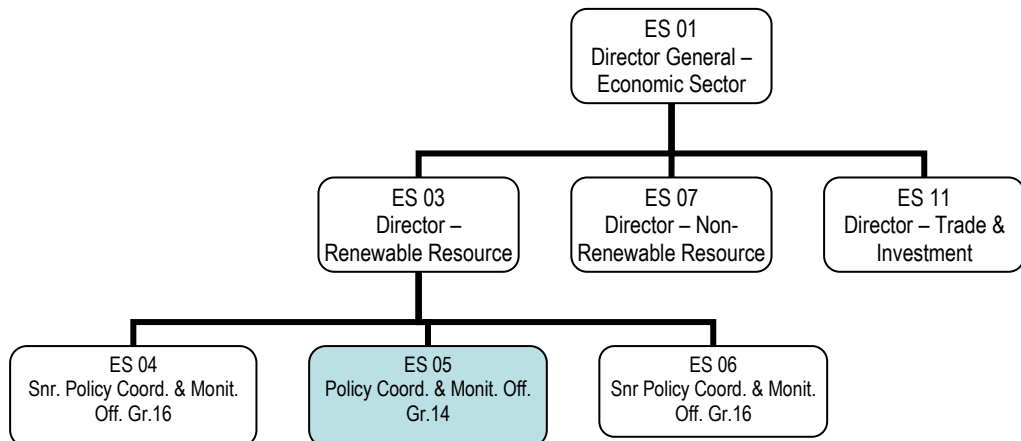 ES 01
Director General –
Economic Sector
ES 03
Director –
Renewable Resource
ES 07
Director – Non-
Renewable Resource
ES 11
Director – Trade &
Investment
ES 04
Snr. Policy Coord. & Monit.
Off. Gr.16
ES 05
Policy Coord. & Monit. Off.
Gr.14
ES 06
Snr Policy Coord. & Monit.
Off. Gr.16